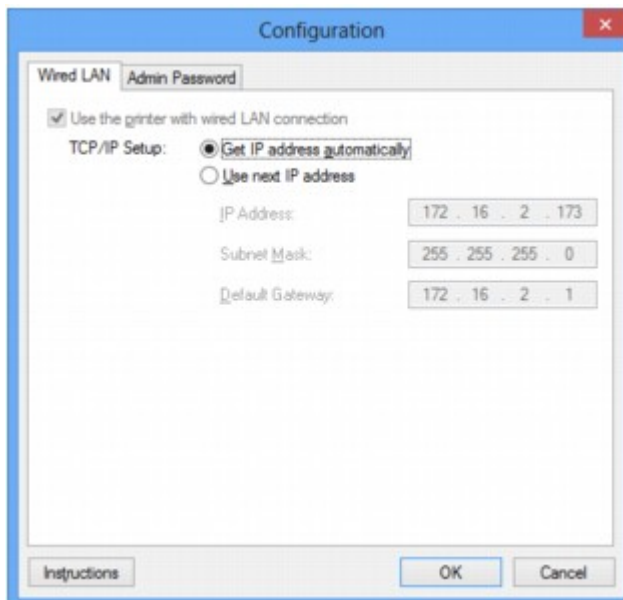 Configuration
Wired LAN Admin Password
Use the printer with wired LAN connection
TCP/IP Setup: Get IP address automatically
Use next IP address
IP Address: 172 . 16 . 2 . 173
Subnet Mask: 255 . 255 . 255 . 0
Default Gateway: 172 . 16 . 2 . 1
Instructions OK Cancel